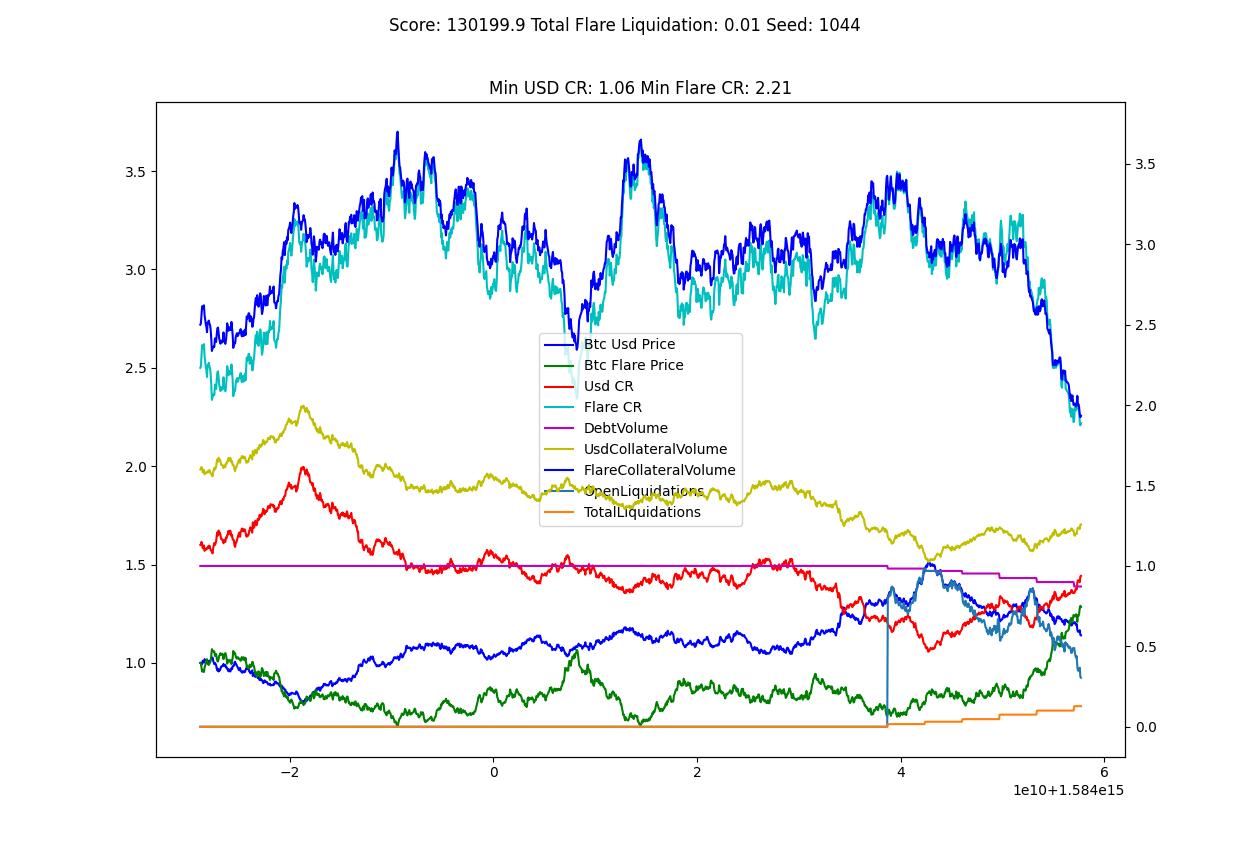 Score: 130199.9 Total Flare Liquidation: 0.01 Seed: 1044
Min USD CR: 1.06 Min Flare CR: 2.21
3.5
3.0
2.5
2.0
1.5
1.0
3.5
3.0
2.5
2.0
1.5
1.0
0.5
0.0
Btc Usd Price
Btc Flare Price
Usd CR
Flare CR
DebtVolume
UsdCollateralVolume
FlareCollateralVolume
OpenLiquidations
TotalLiquidations
−2
0
2
4
6
1e10+1.584e15